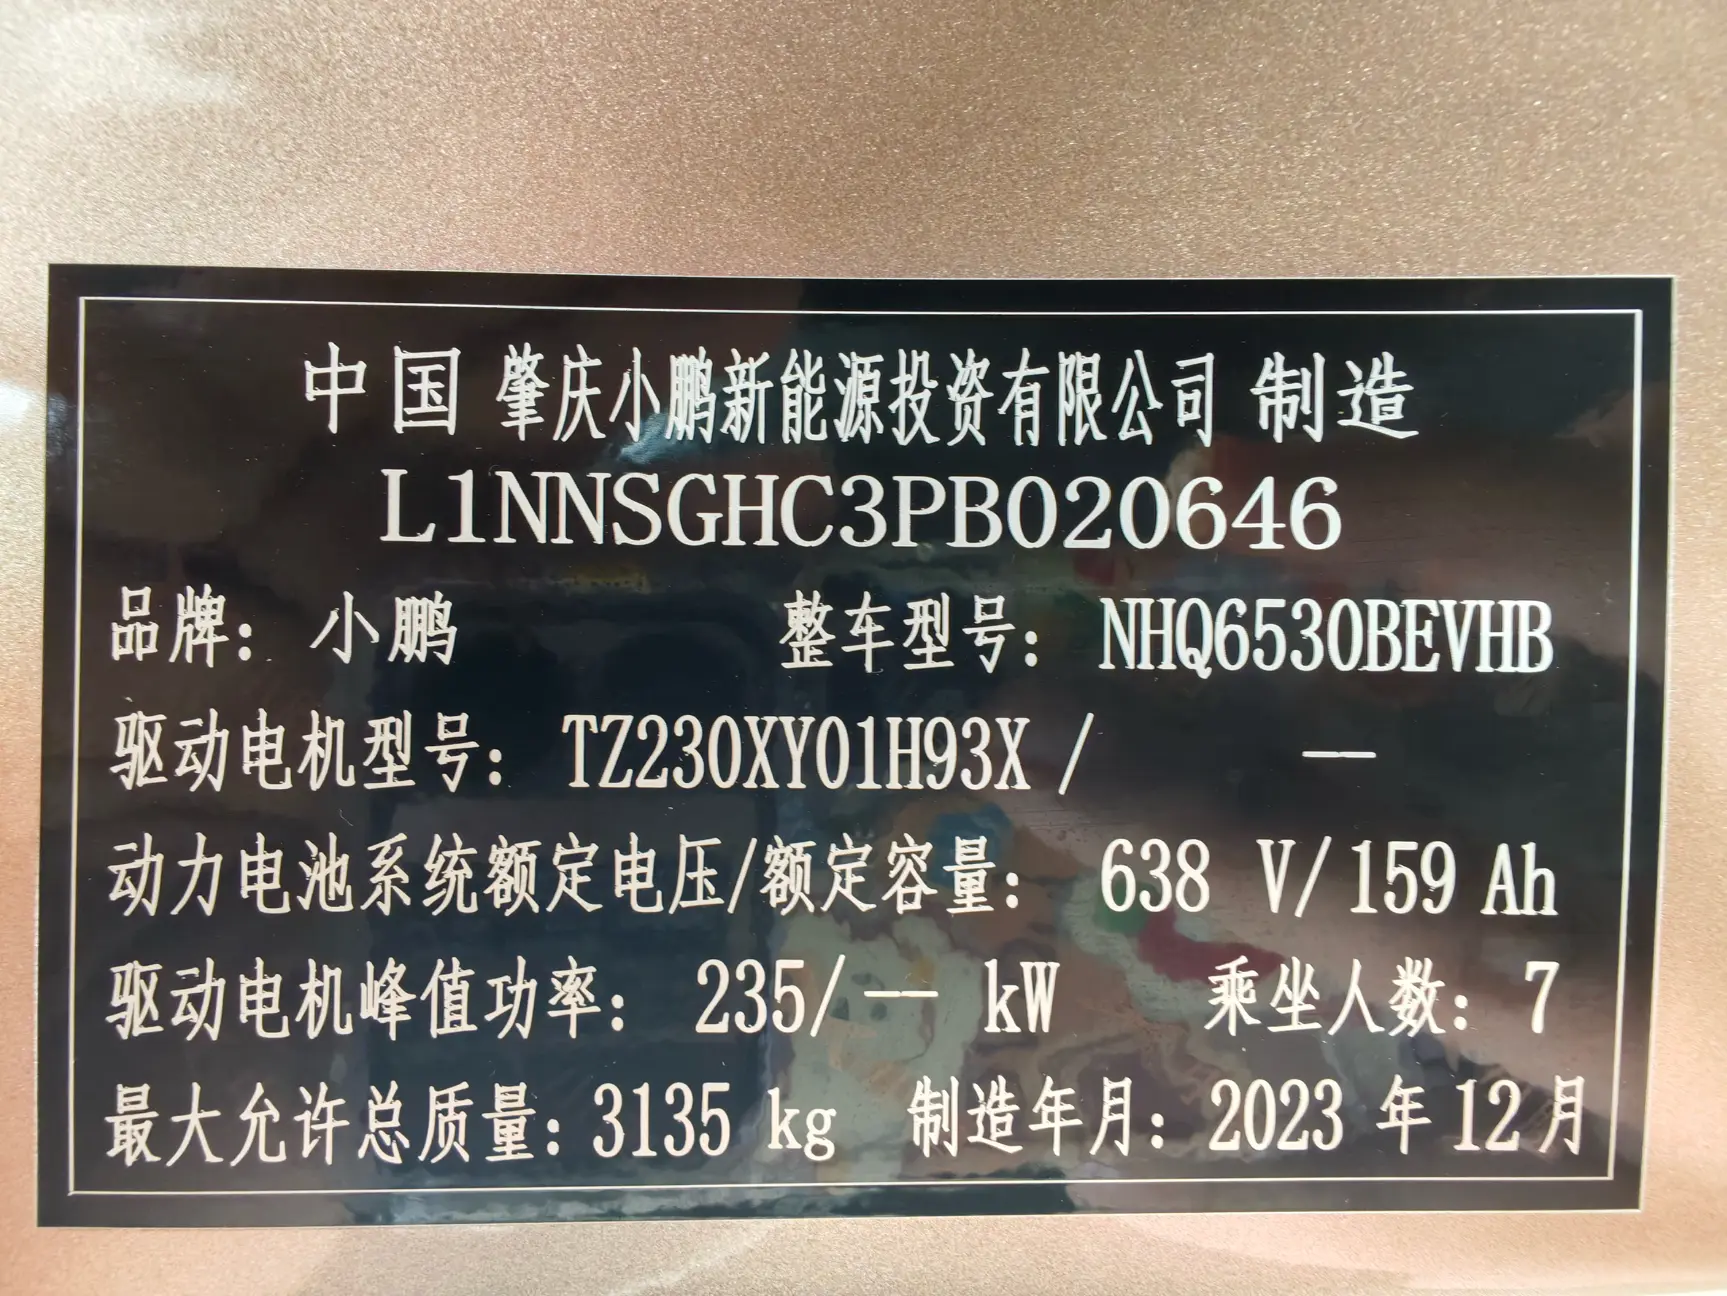 中国 肇庆小鹏新能源投资有限公司 制造
L1NNSGHC3PB020646
品牌： 小鹏 整车型号： NHQ6530BEVHB
驱动电机型号： TZ230XY01H93X / ——
动力电池系统额定电压/额定容量： 638 V/ 159 Ah
驱动电机峰值功率： 235/ —— kW 乘坐人数： 7
最大允许总质量： 3135 kg 制造年月： 2023 年 12 月